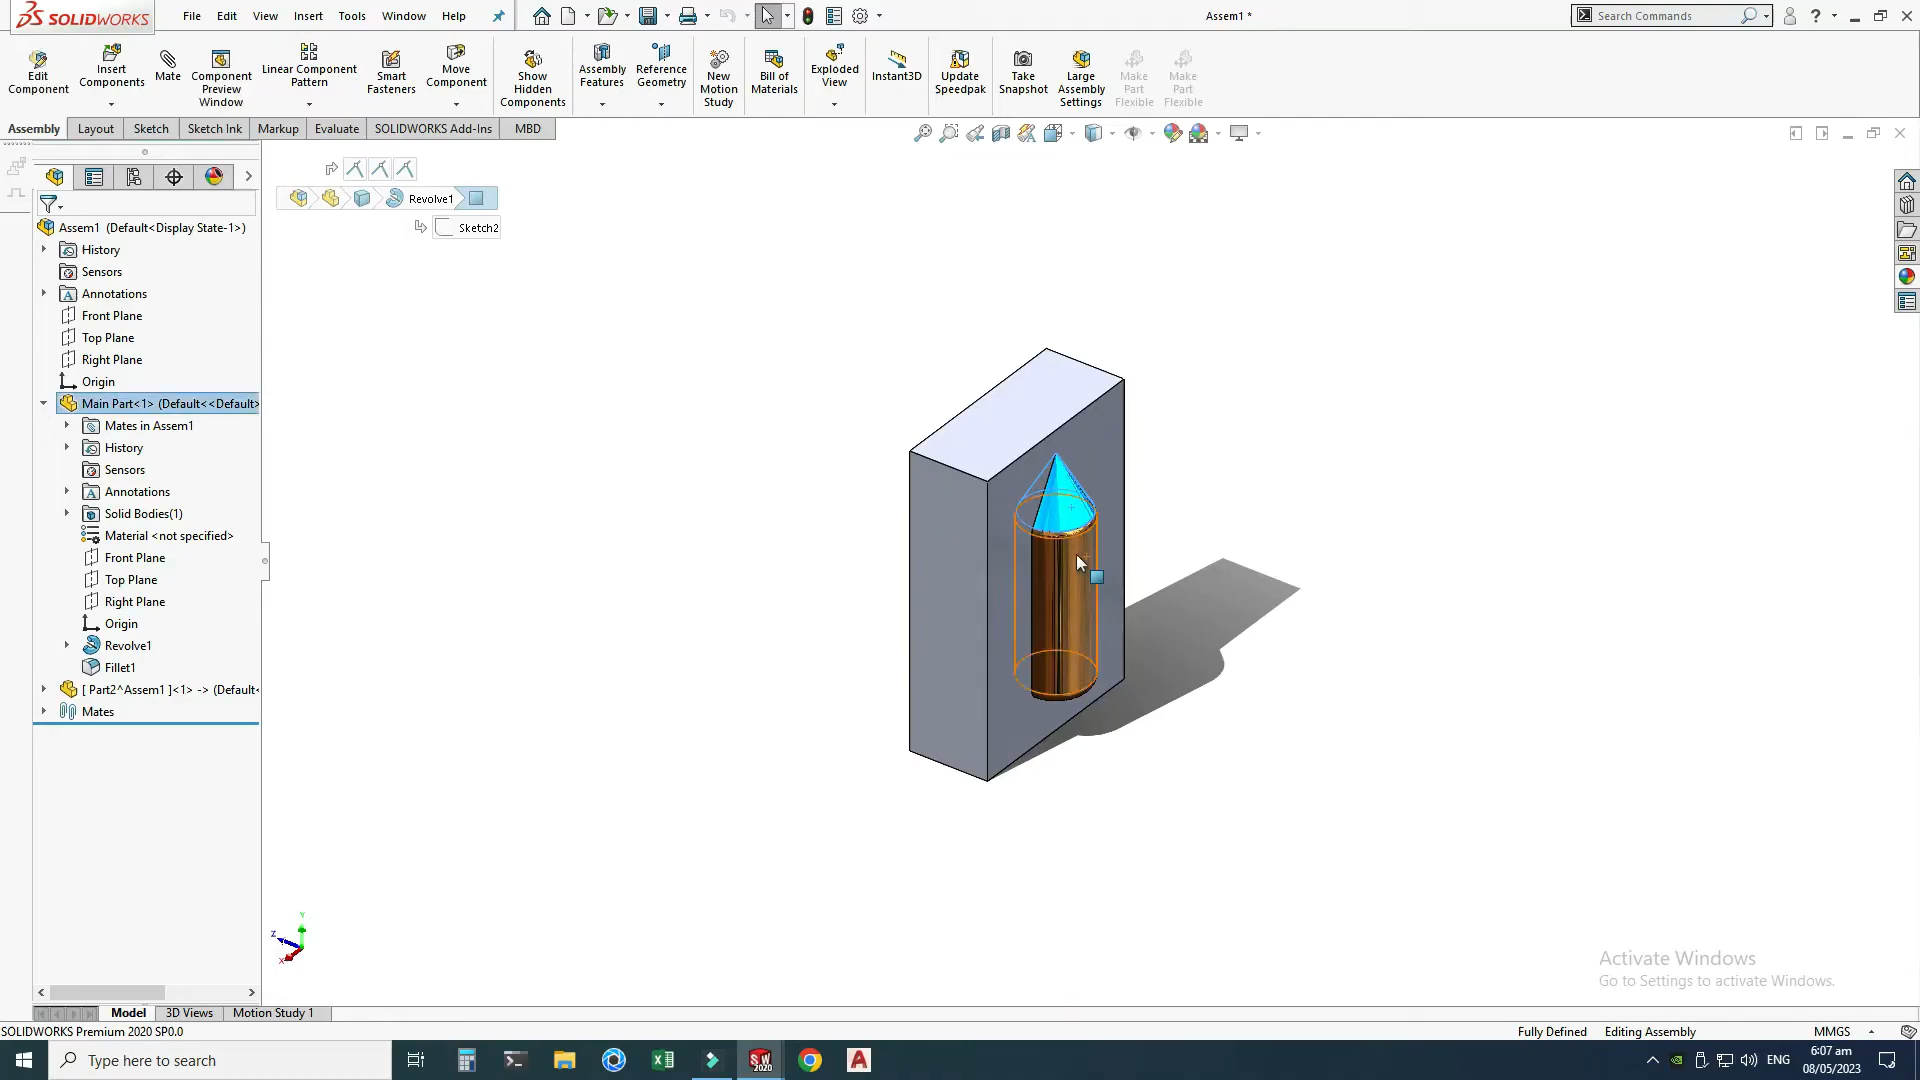 SOLIDWORKS
File Edit View Insert Tools Window Help
Assem1 *
Search Commands
Edit Component
Insert Components
Mate
Component Preview Window
Linear Component Pattern
Smart Fasteners
Move Component
Show Hidden Components
Assembly Features
Reference Geometry
New Motion Study
Bill of Materials
Exploded View
Instant3D
Update Speedpak
Take Snapshot
Large Assembly Settings
Make Part Flexible
Make Part Flexible
Assembly Layout Sketch Sketch Ink Markup Evaluate SOLIDWORKS Add-Ins MBD
Revolve1
Sketch2
Assem1 (Default<Display State-1>)
History
Sensors
Annotations
Front Plane
Top Plane
Right Plane
Origin
Main Part<1> (Default<<Default>
Mates in Assem1
History
Sensors
Annotations
Solid Bodies(1)
Material <not specified>
Front Plane
Top Plane
Right Plane
Origin
Revolve1
Fillet1
[ Part2^Assem1 ]<1> -> (Default<
Mates
Y
Z
X
Activate Windows
Go to Settings to activate Windows.
Model 3D Views Motion Study 1
SOLIDWORKS Premium 2020 SP0.0
Fully Defined Editing Assembly MMGS
Type here to search
SW 2020
A
ENG
6:07 am
08/05/2023